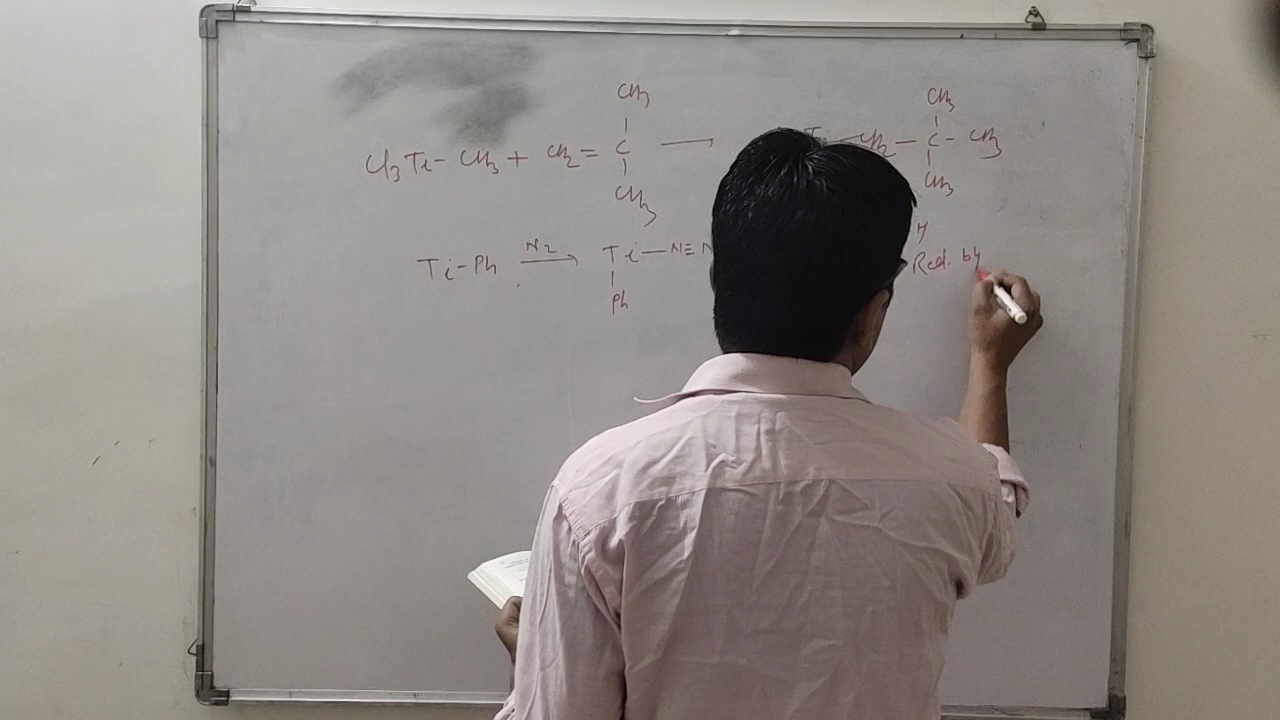 CH3 CH3
Cl3Ti-CH3 + CH2= C ⟶ Ti —CH2— C - CH3
CH3 CH3
Ti-Ph N2⟶ Ti—N≡N H
Red. by
Ph